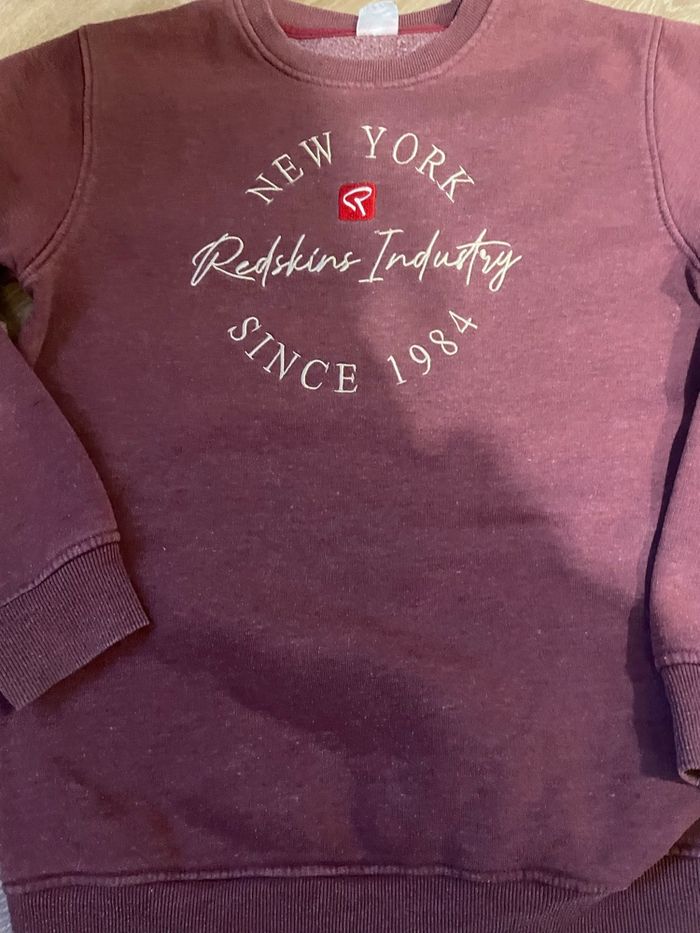 NEW YORK
R
Redskins Industry
SINCE 1984